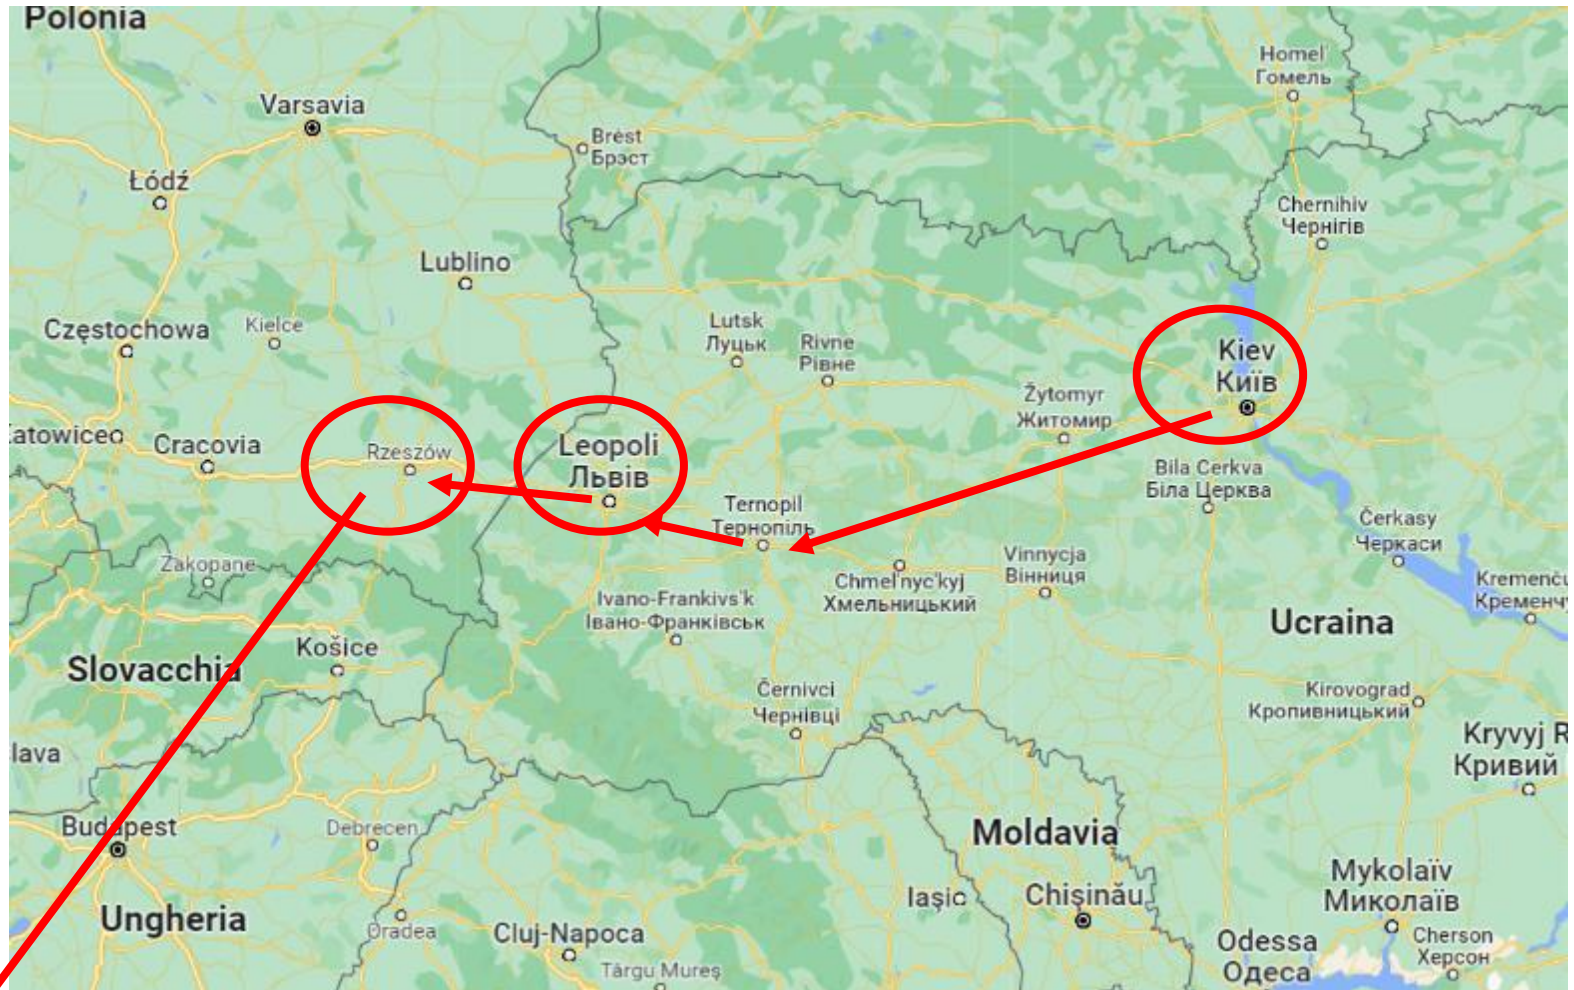 Polonia
Homel'
Гомель
Varsavia
Brest
Брэст
Łódź
Chernihiv
Чернігів
Lublino
Częstochowa
Kielce
Lutsk
Луцьк
Rivne
Рівне
Kiev
Київ
Žytomyr
Житомир
atowice
Cracovia
Rzeszów
Leopoli
Львів
Bila Cerkva
Біла Церква
Ternopil
Тернопіль
Čerkasy
Черкаси
Zakopane
Chmel'nyc'kyj
Хмельницький
Vinnycja
Вінниця
Kremenču
Кременчу
Ivano-Frankivs'k
Івано-Франківськ
Ucraina
Košice
Slovacchia
Černivci
Чернівці
Kirovograd
Кропивницький
lava
Kryvyj R
Кривий
Budapest
Debrecen
Moldavia
Mykolaïv
Миколаїв
Iași
Chișinău
Ungheria
Oradea
Cluj-Napoca
Odessa
Одеса
Cherson
Херсон
Târgu Mureș